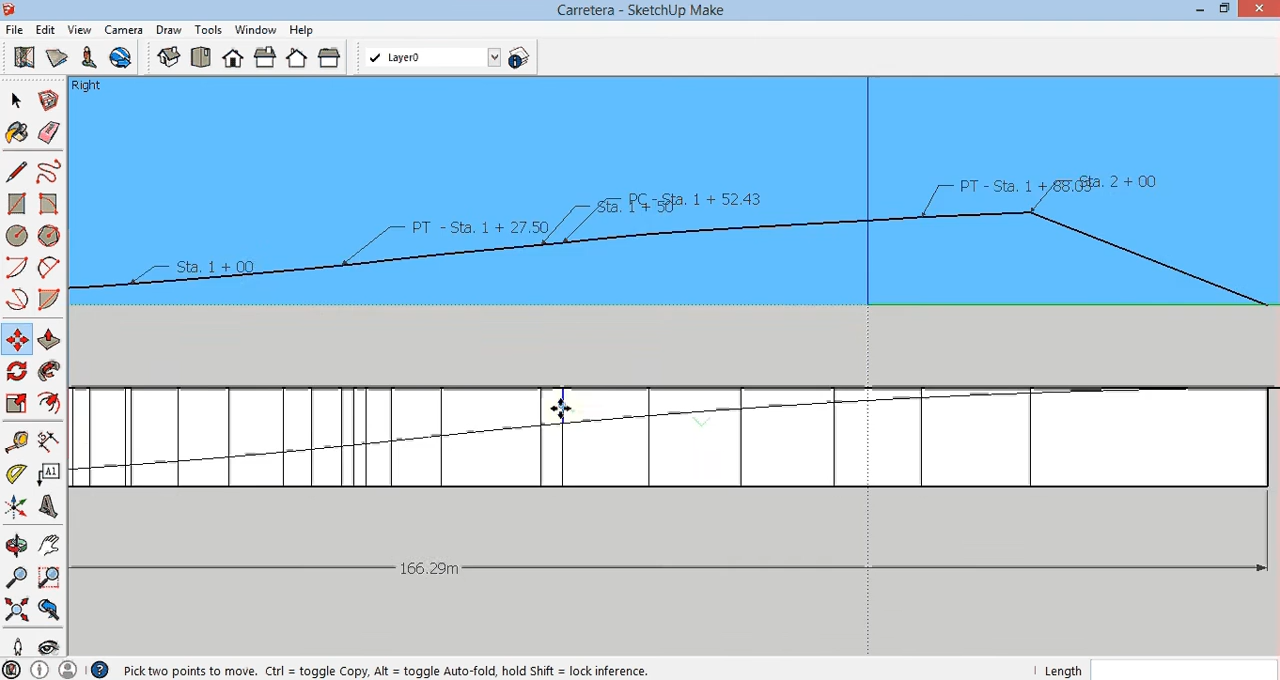 Carretera - SketchUp Make
File Edit View Camera Draw Tools Window Help
Layer0
Right
PT - Sta. 1 + 88.03
Sta. 2 + 00
PC - Sta. 1 + 52.43
Sta. 1 + 50
PT - Sta. 1 + 27.50
Sta. 1 + 00
A1
166.29m
Pick two points to move. Ctrl = toggle Copy, Alt = toggle Auto-fold, hold Shift = lock inference.
Length